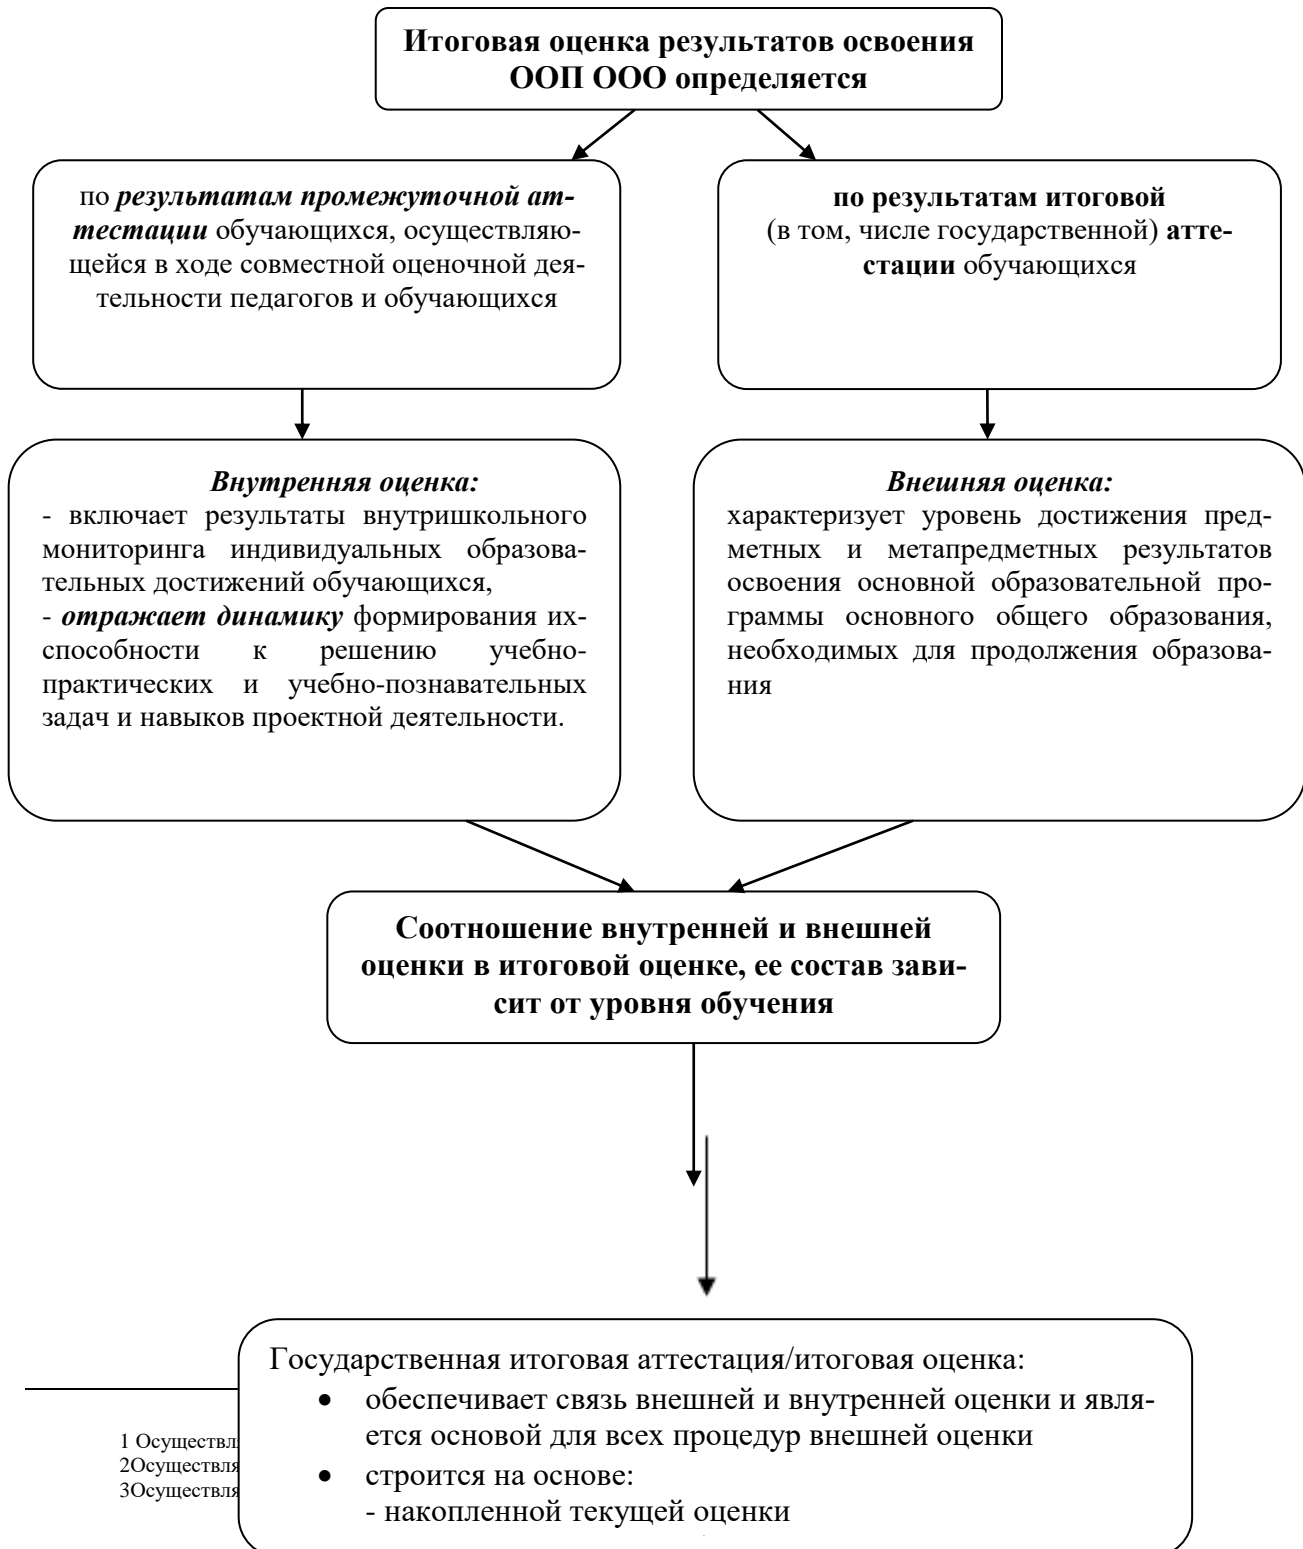 Итоговая оценка результатов освоения
ООП ООО определяется
по результатам промежуточной ат-
тестации обучающихся, осуществляю-
щейся в ходе совместной оценочной дея-
тельности педагогов и обучающихся
по результатам итоговой
(в том, числе государственной) атте-
стации обучающихся
Внутренняя оценка:
- включает результаты внутришкольного
мониторинга индивидуальных образова-
тельных достижений обучающихся,
- отражает динамику формирования их-
способности к решению учебно-
практических и учебно-познавательных
задач и навыков проектной деятельности.
Внешняя оценка:
характеризует уровень достижения пред-
метных и метапредметных результатов
освоения основной образовательной про-
граммы основного общего образования,
необходимых для продолжения образова-
ния
Соотношение внутренней и внешней
оценки в итоговой оценке, ее состав зави-
сит от уровня обучения
Государственная итоговая аттестация/итоговая оценка:
• обеспечивает связь внешней и внутренней оценки и явля-
ется основой для всех процедур внешней оценки
• строится на основе:
- накопленной текущей оценки
1 Осуществл
2Осуществля
3Осуществля